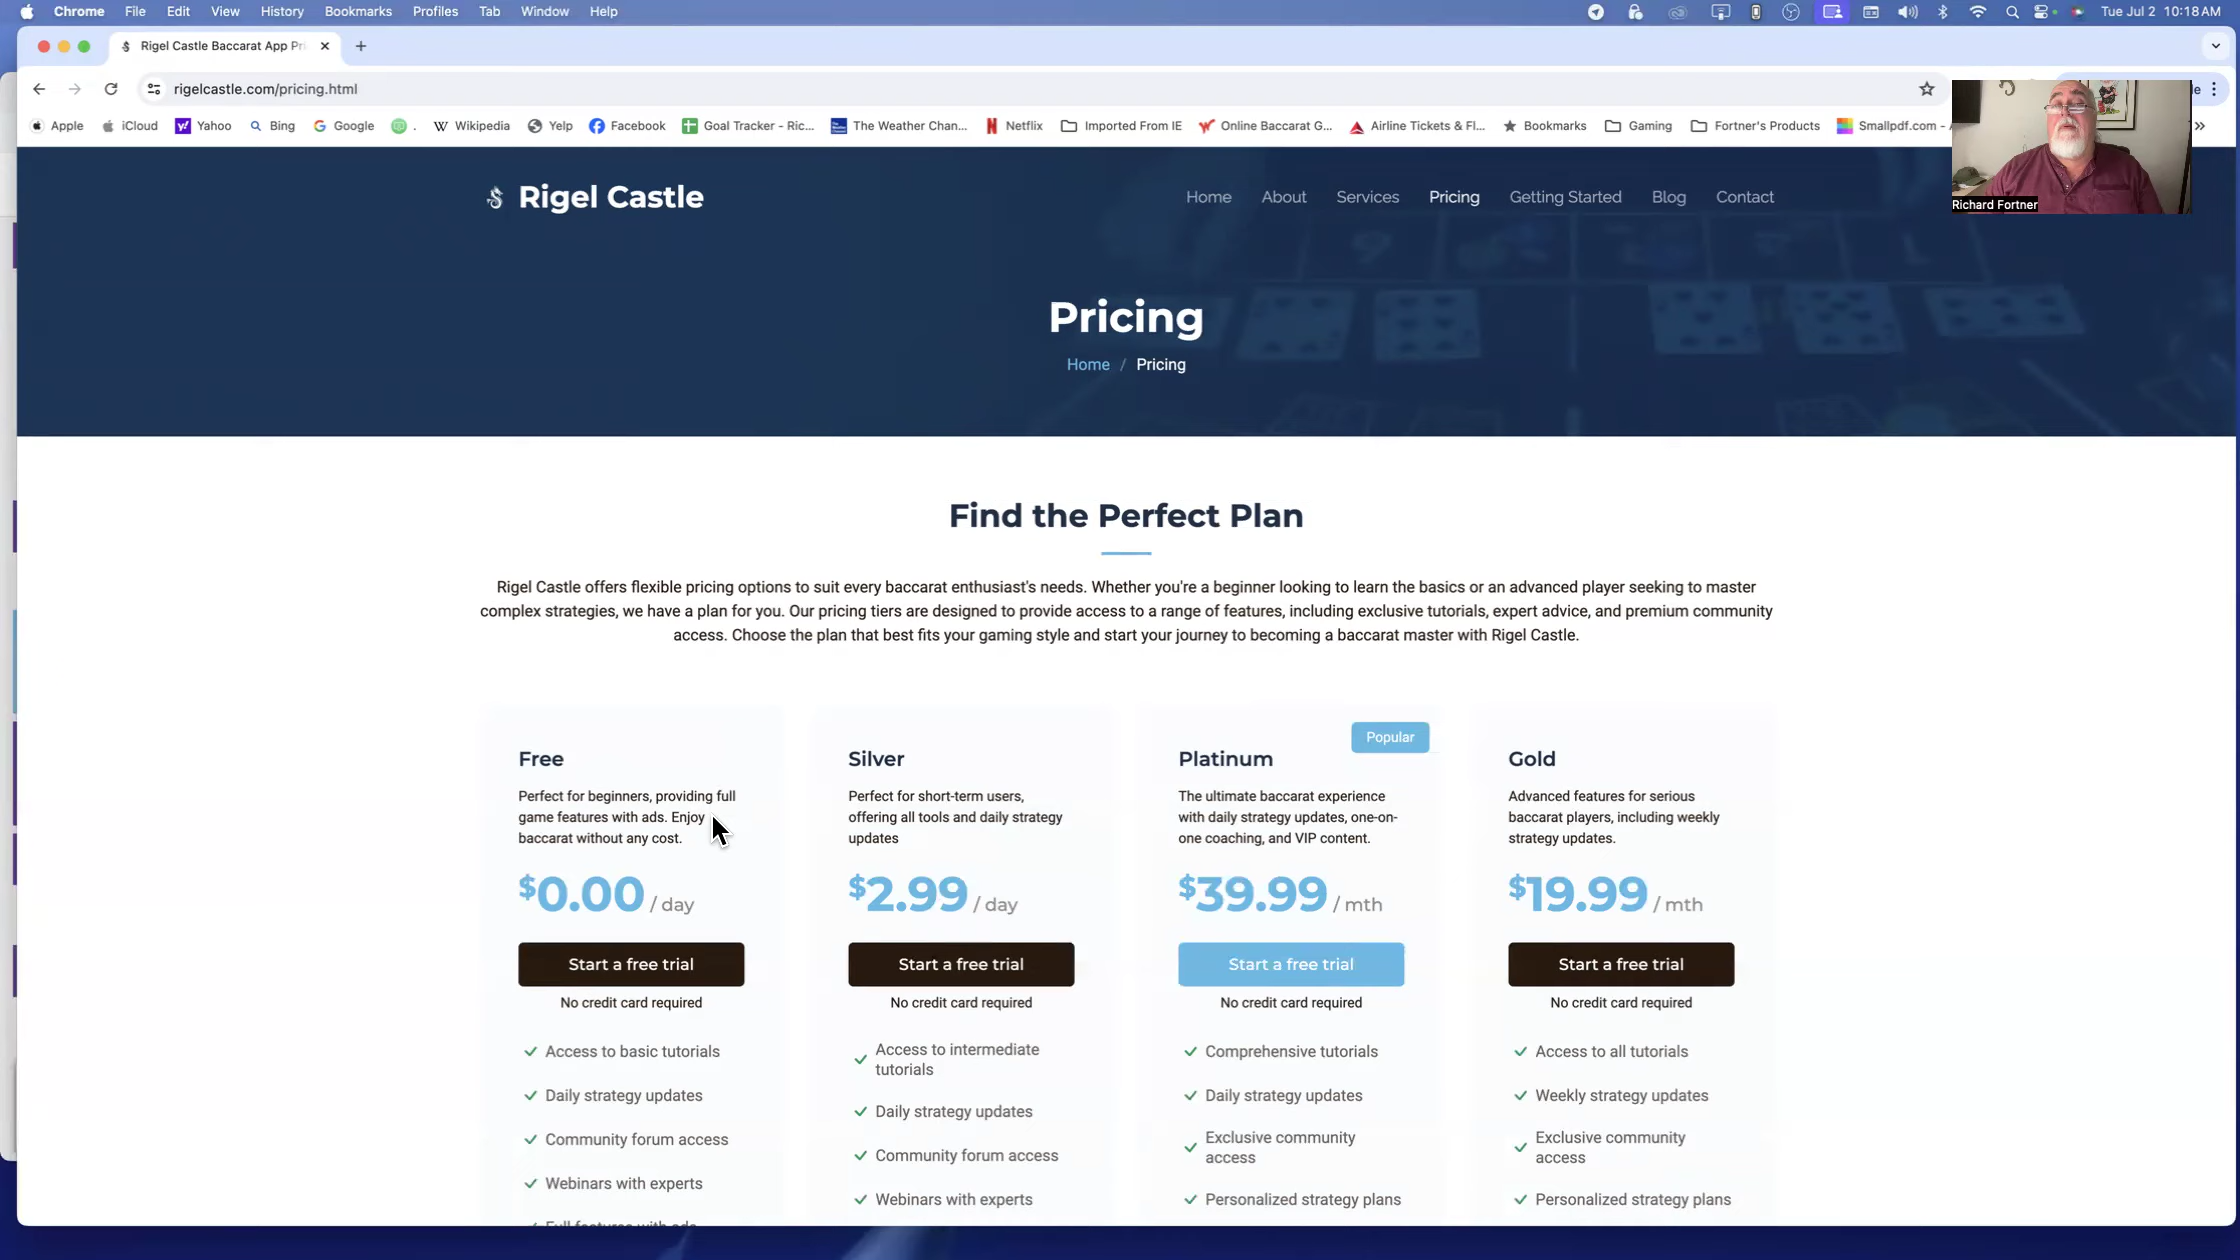 Chrome File Edit View History Bookmarks Profiles Tab Window Help
Tue Jul 2 10:18 AM
Rigel Castle Baccarat App Pri
rigelcastle.com/pricing.html
Apple iCloud Yahoo Bing Google . Wikipedia Yelp Facebook Goal Tracker - Ric... The Weather Chan... Netflix Imported From IE Online Baccarat G... Airline Tickets & Fl... Bookmarks Gaming Fortner's Products Smallpdf.com -
Richard Fortner
Rigel Castle
Home About Services Pricing Getting Started Blog Contact
Pricing
Home / Pricing
Find the Perfect Plan
Rigel Castle offers flexible pricing options to suit every baccarat enthusiast's needs. Whether you're a beginner looking to learn the basics or an advanced player seeking to master
complex strategies, we have a plan for you. Our pricing tiers are designed to provide access to a range of features, including exclusive tutorials, expert advice, and premium community
access. Choose the plan that best fits your gaming style and start your journey to becoming a baccarat master with Rigel Castle.
Free
Perfect for beginners, providing full
game features with ads. Enjoy
baccarat without any cost.
$0.00 / day
Start a free trial
No credit card required
Access to basic tutorials
Daily strategy updates
Community forum access
Webinars with experts
Full features with ads
Silver
Perfect for short-term users,
offering all tools and daily strategy
updates
$2.99 / day
Start a free trial
No credit card required
Access to intermediate
tutorials
Daily strategy updates
Community forum access
Webinars with experts
Popular
Platinum
The ultimate baccarat experience
with daily strategy updates, one-on-
one coaching, and VIP content.
$39.99 / mth
Start a free trial
No credit card required
Comprehensive tutorials
Daily strategy updates
Exclusive community
access
Personalized strategy plans
Gold
Advanced features for serious
baccarat players, including weekly
strategy updates.
$19.99 / mth
Start a free trial
No credit card required
Access to all tutorials
Weekly strategy updates
Exclusive community
access
Personalized strategy plans